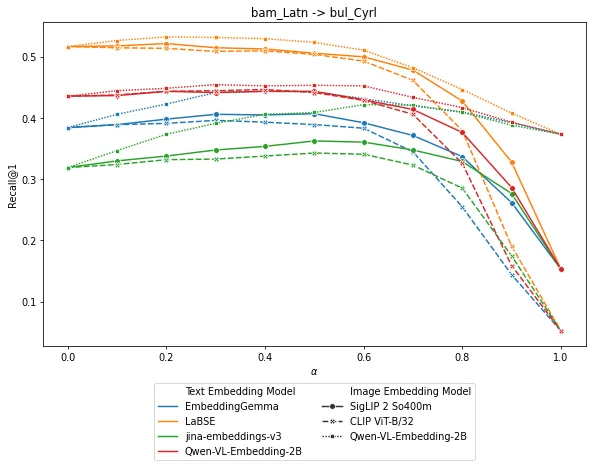 bam_Latn -> bul_Cyrl
Recall@1
0.5
0.4
0.3
0.2
0.1
0.0 0.2 0.4 0.6 0.8 1.0
α
Text Embedding Model
EmbeddingGemma
LaBSE
jina-embeddings-v3
Qwen-VL-Embedding-2B
Image Embedding Model
SigLIP 2 So400m
CLIP ViT-B/32
Qwen-VL-Embedding-2B